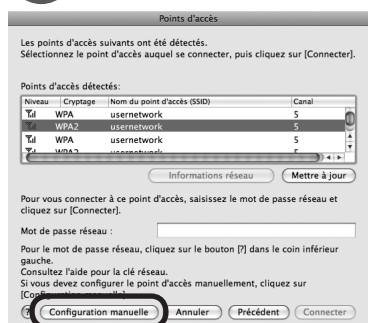 Points d'accès
Les points d'accès suivants ont été détectés.
Sélectionnez le point d'accès auquel se connecter, puis cliquez sur [Connecter].
Points d'accès détectés:
Niveau Cryptage Nom du point d'accès (SSID) Canal
WPA usernetwork 5
WPA2 usernetwork 5
WPA usernetwork 5
WPA2 usernetwork 5
Informations réseau Mettre à jour
Pour vous connecter à ce point d'accès, saisissez le mot de passe réseau et
cliquez sur [Connecter].
Mot de passe réseau :
Pour le mot de passe réseau, cliquez sur le bouton [?] dans le coin inférieur
gauche.
Consultez l'aide pour la clé réseau.
Si vous devez configurer le point d'accès manuellement, cliquez sur
[Configuration manuelle].
? Configuration manuelle Annuler Précédent Connecter